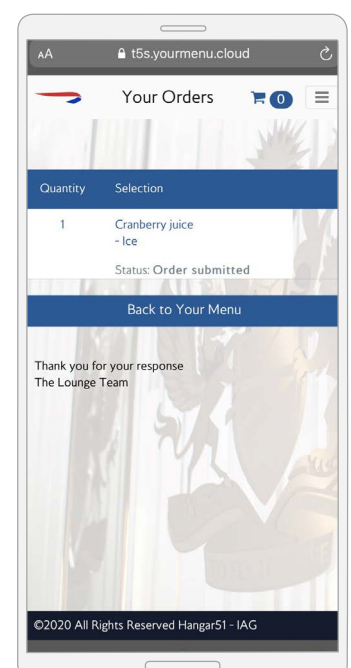 AA t5s.yourmenu.cloud
Your Orders 0
Quantity Selection
1 Cranberry juice
- Ice
Status: Order submitted
Back to Your Menu
Thank you for your response
The Lounge Team
©2020 All Rights Reserved Hangar51 - IAG